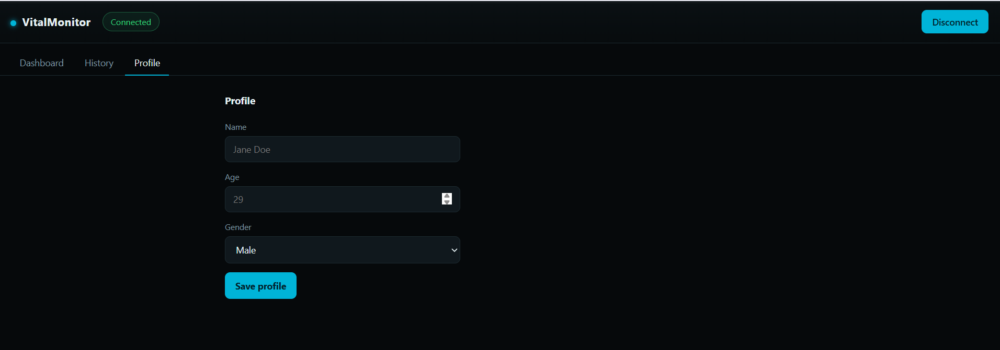 VitalMonitor Connected Disconnect
Dashboard History Profile
Profile
Name
Jane Doe
Age
29
Gender
Male
Save profile